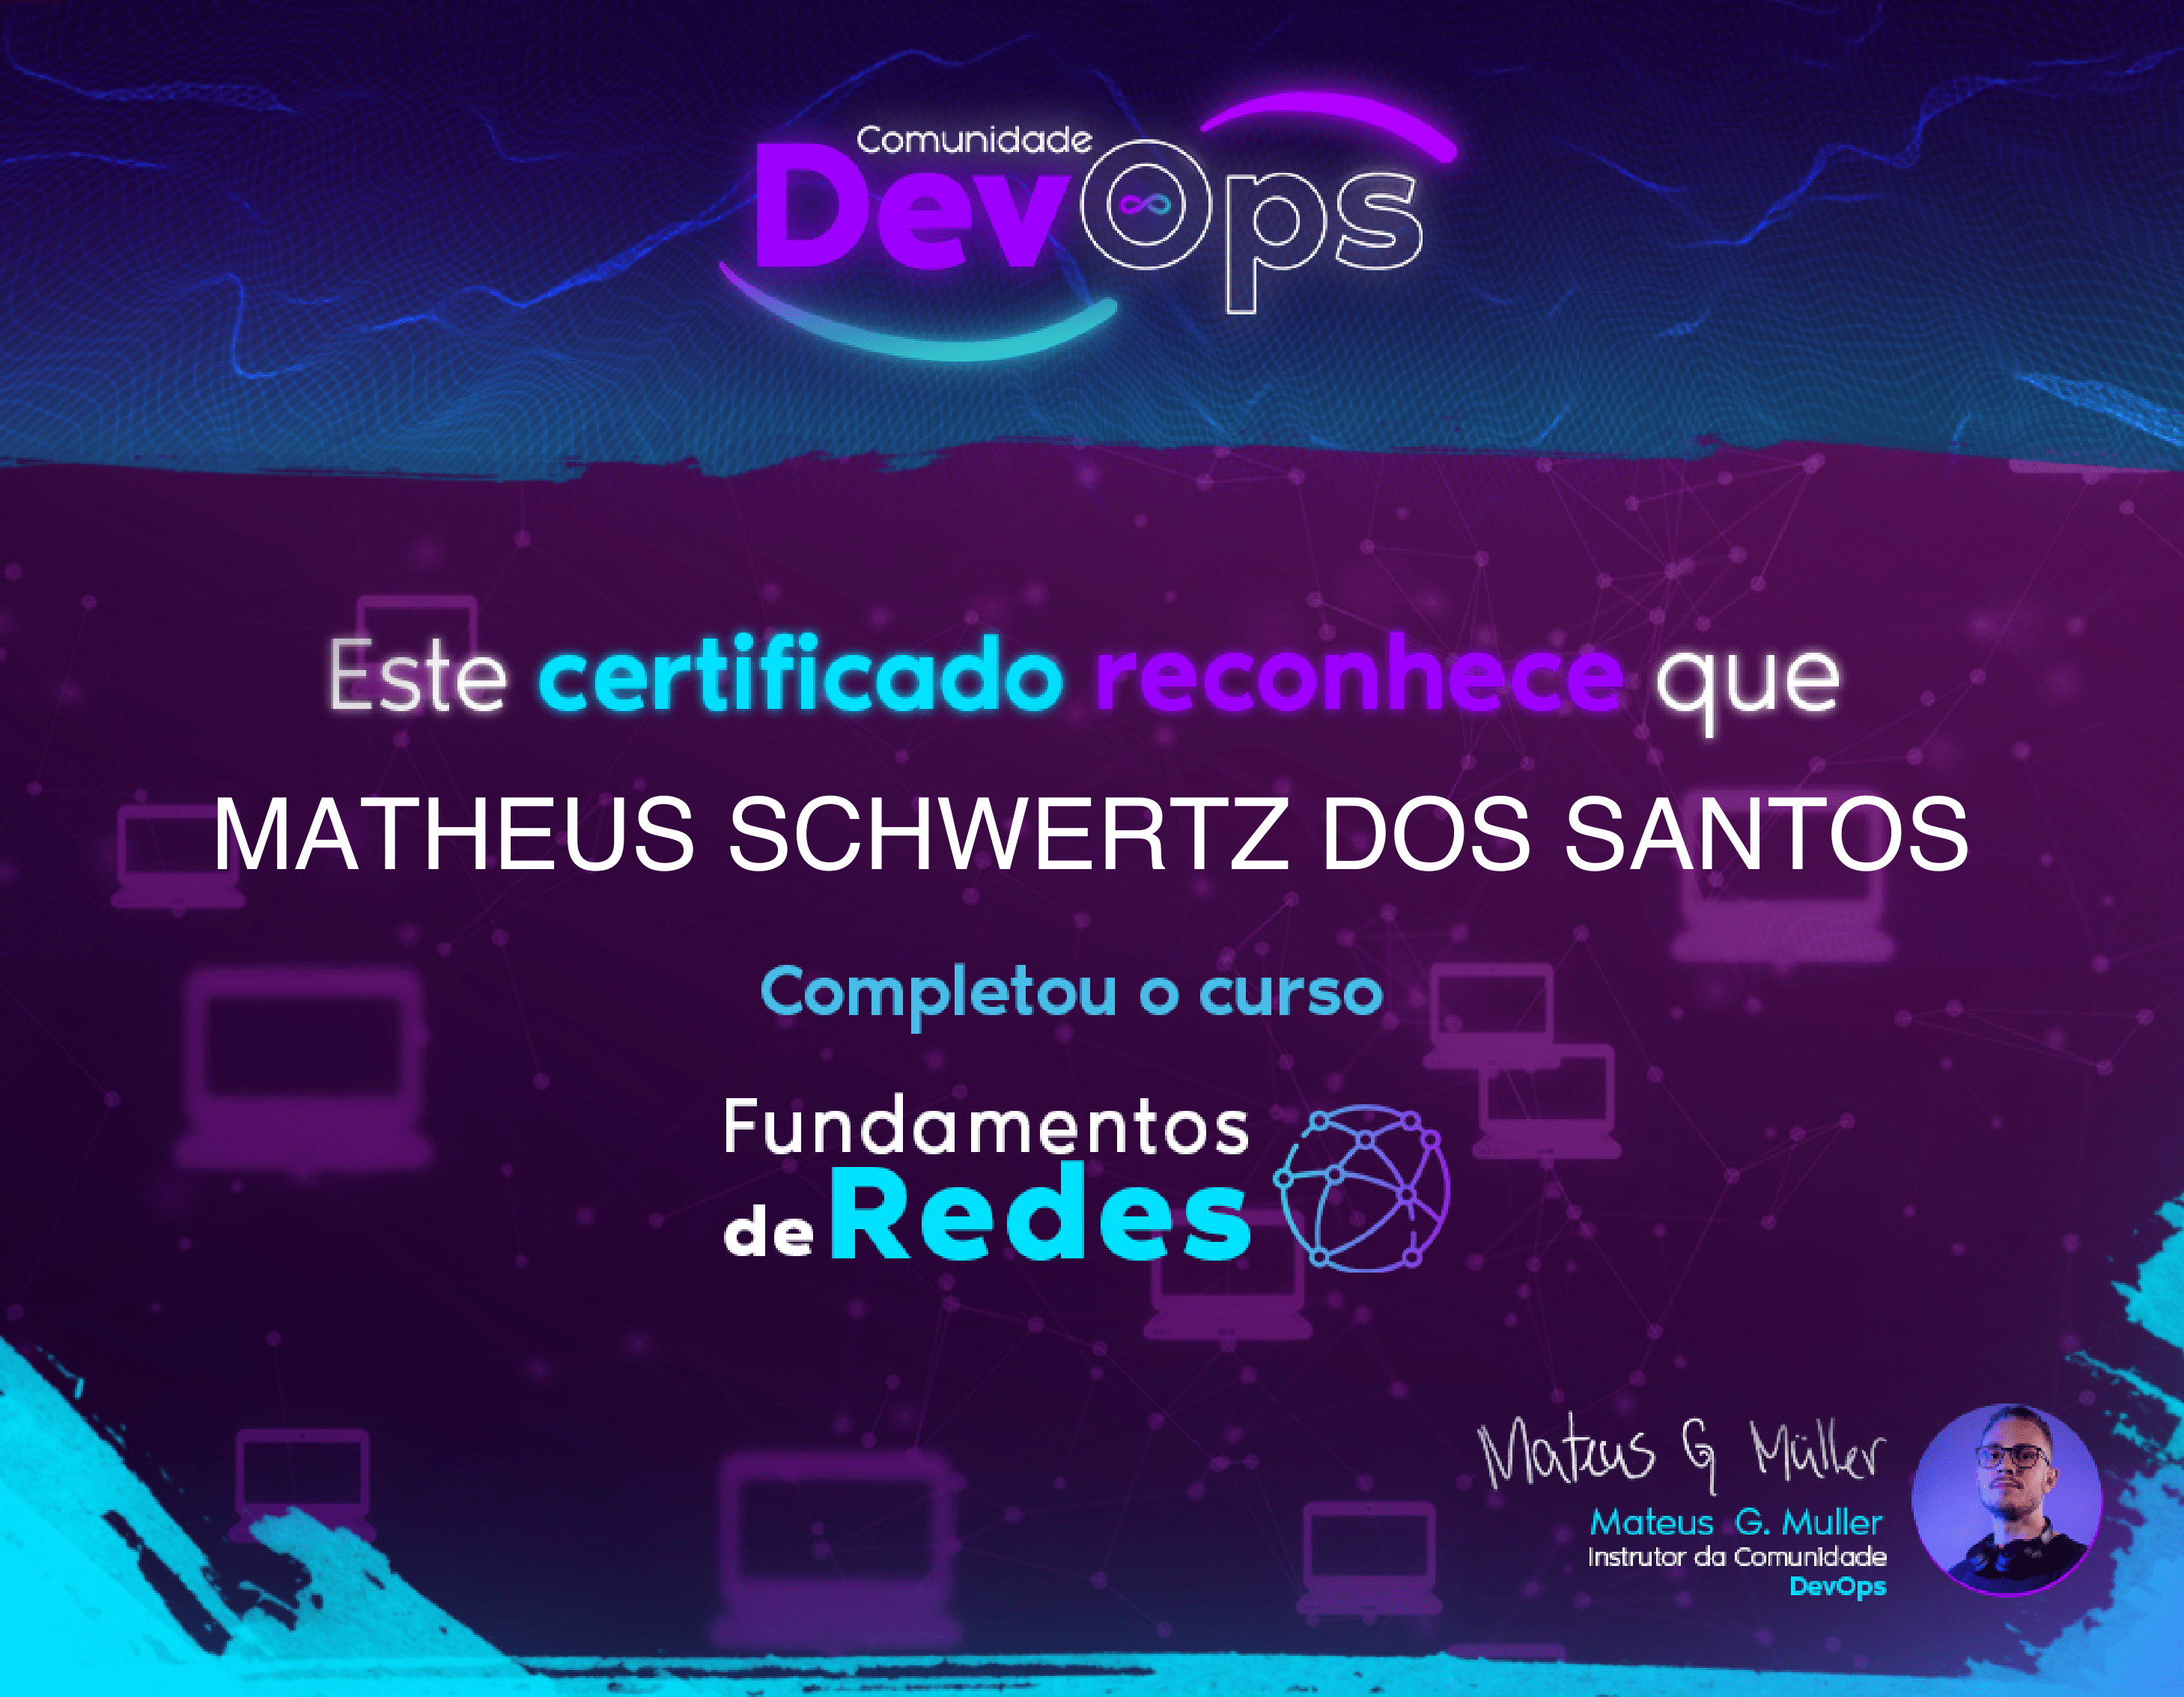 Comunidade
DevOps
Este certificado reconhece que
MATHEUS SCHWERTZ DOS SANTOS
Completou o curso
Fundamentos
de Redes
Mateus G Müller
Mateus G. Muller
Instrutor da Comunidade
DevOps